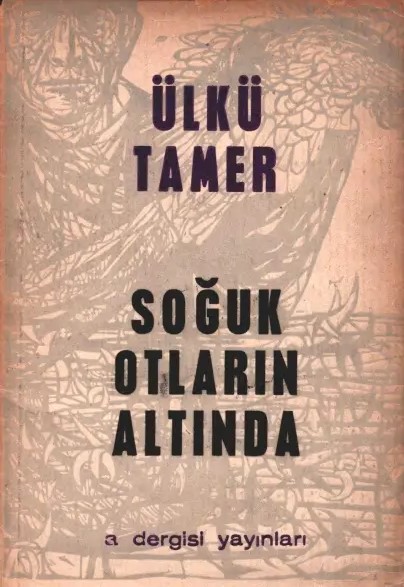 ÜLKÜ
TAMER
SOĞUK
OTLARIN
ALTINDA
a dergisi yayınları